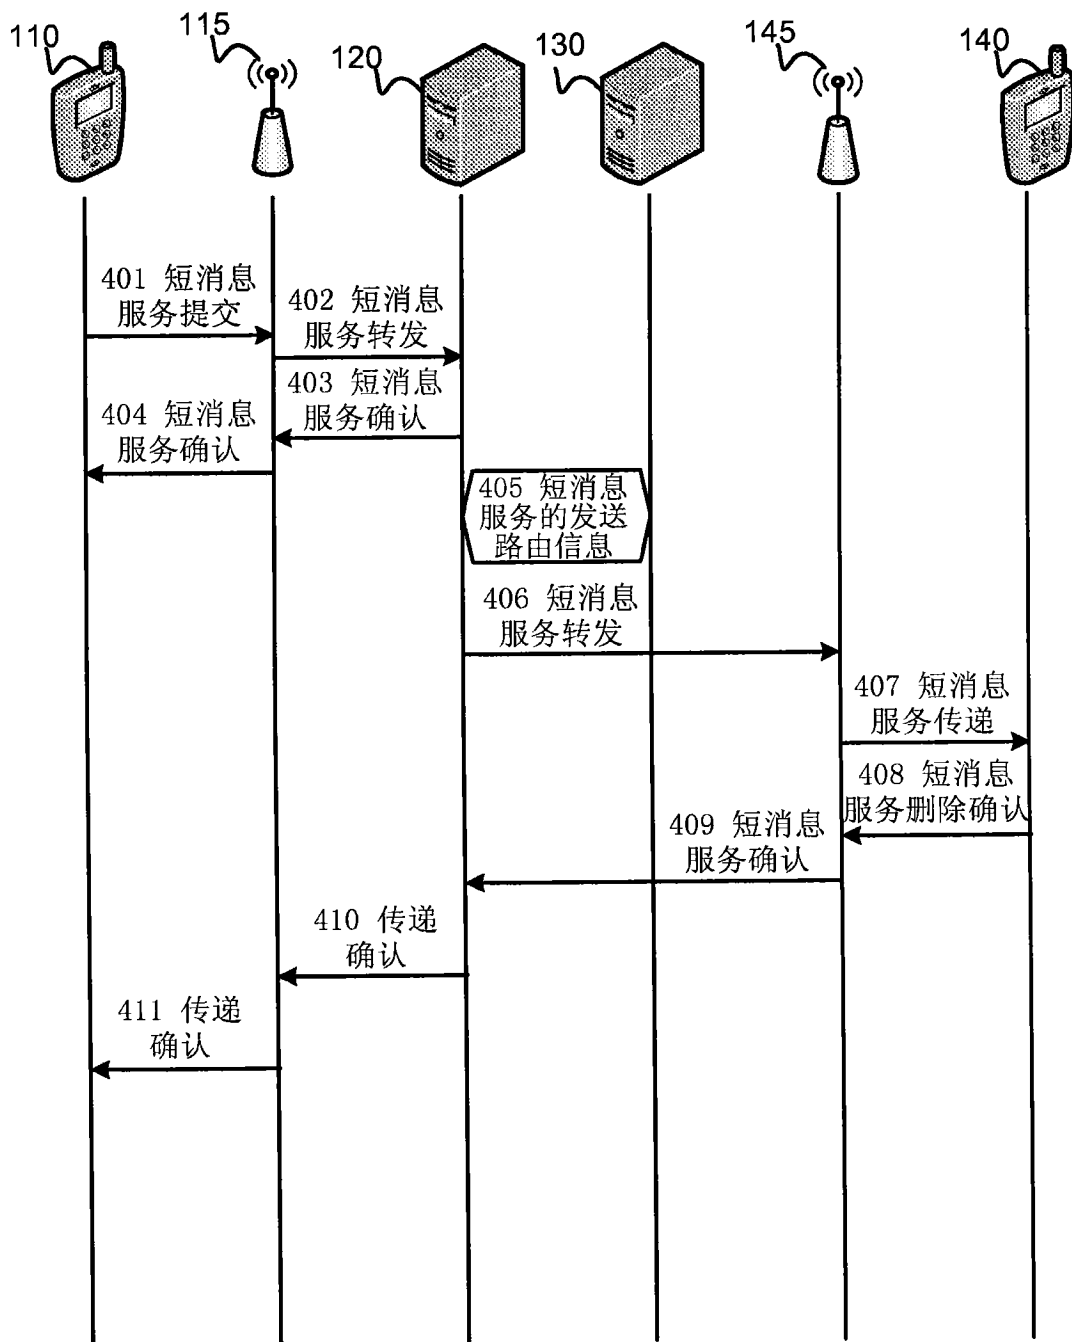 110
115
120
130
145
140
401 短消息
服务提交
402 短消息
服务转发
403 短消息
服务确认
404 短消息
服务确认
405 短消息
服务的发送
路由信息
406 短消息
服务转发
407 短消息
服务传递
408 短消息
服务删除确认
409 短消息
服务确认
410 传递
确认
411 传递
确认